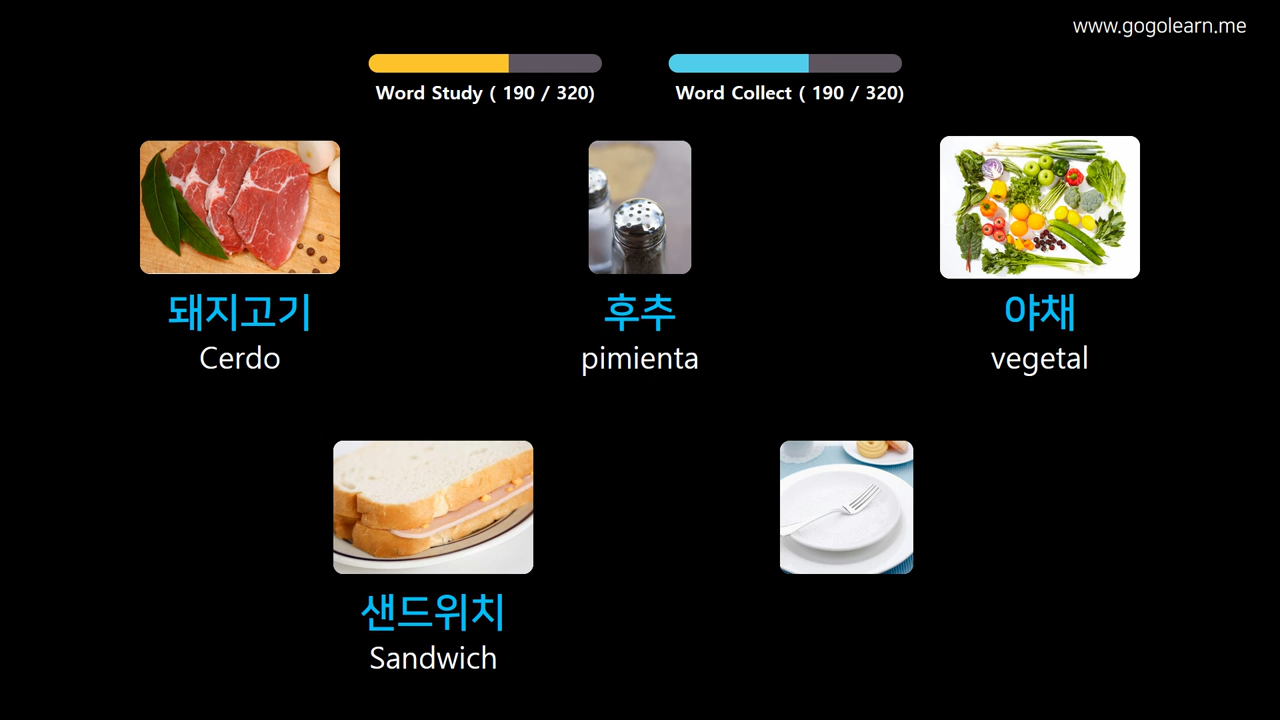 www.gogolearn.me
Word Study ( 190 / 320)
Word Collect ( 190 / 320)
돼지고기
Cerdo
후추
pimienta
야채
vegetal
샌드위치
Sandwich